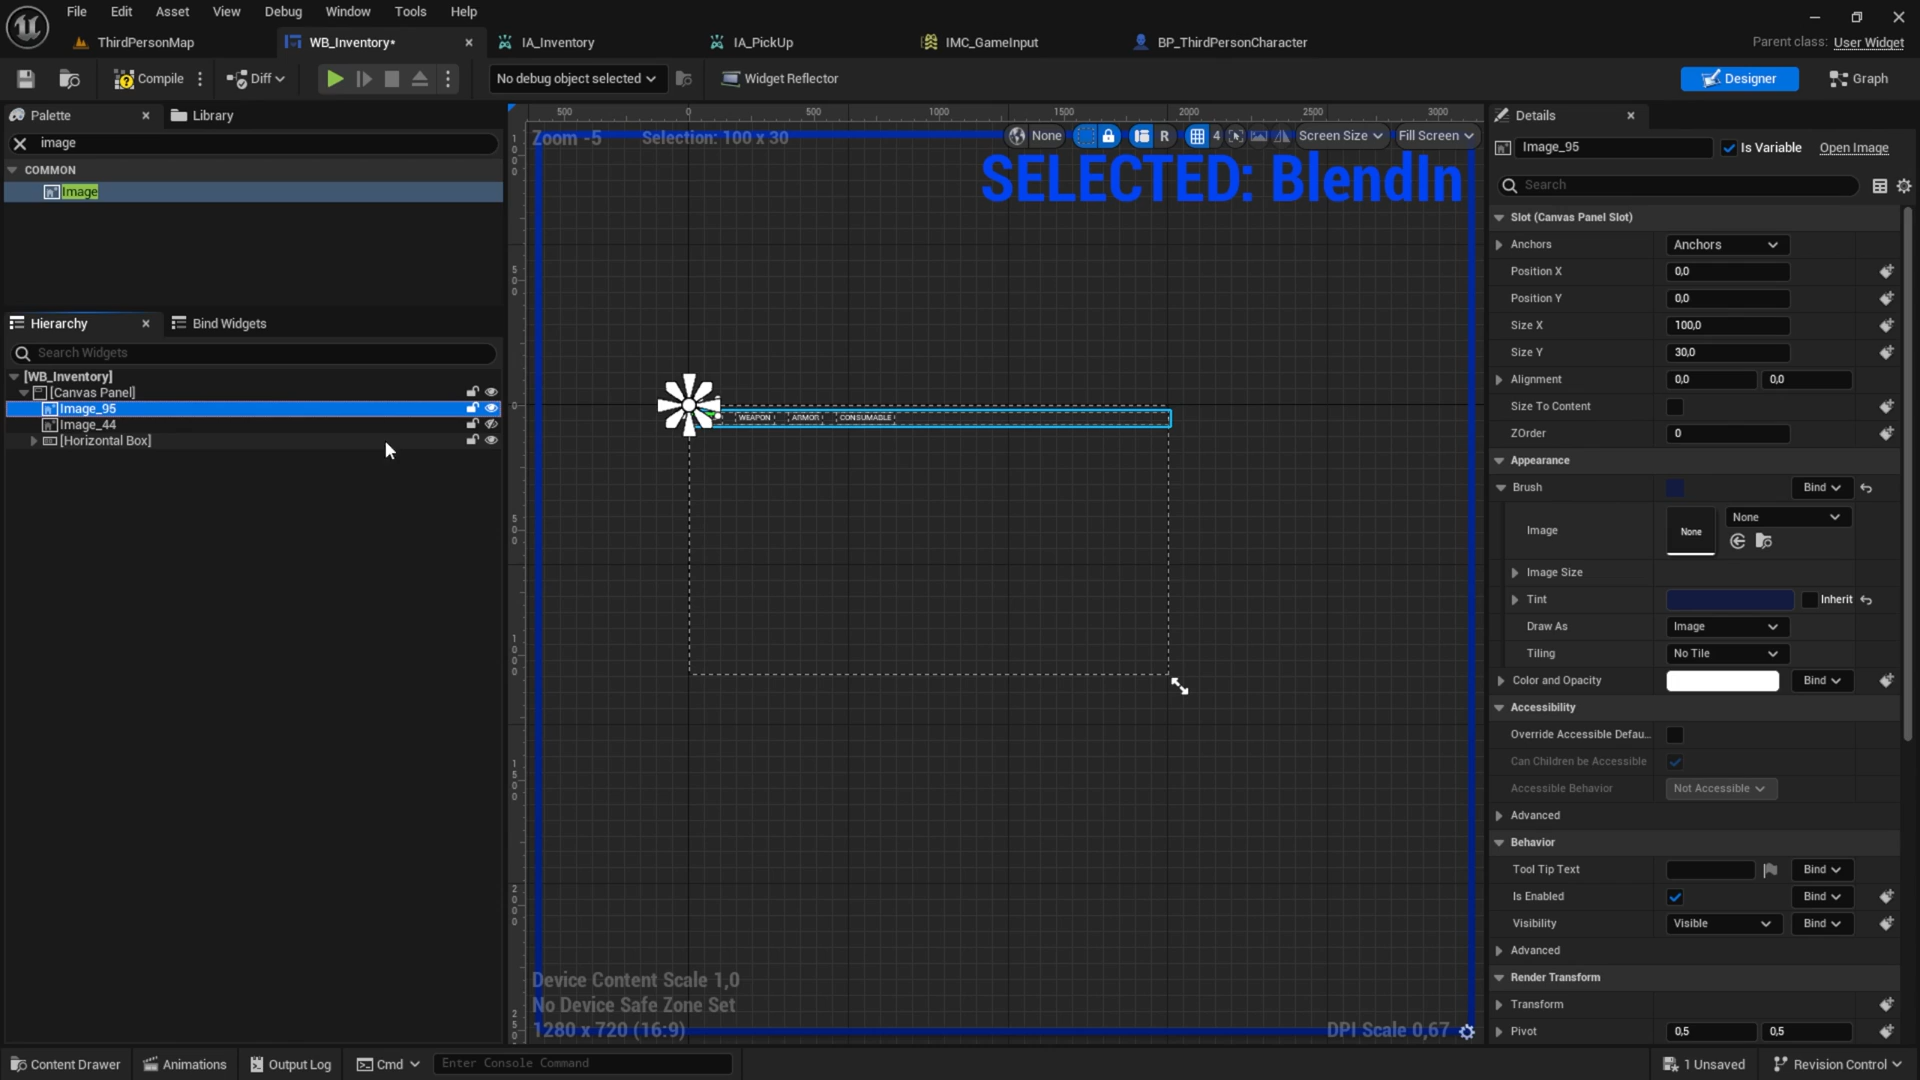 File Edit Asset View Debug Window Tools Help
ThirdPersonMap WB_Inventory* IA_Inventory IA_PickUp IMC_GameInput BP_ThirdPersonCharacter Parent class: User Widget
Compile Diff No debug object selected Widget Reflector Designer Graph
Palette Library
image
COMMON
Image
Hierarchy Bind Widgets
Search Widgets
[WB_Inventory]
[Canvas Panel]
Image_95
Image_44
[Horizontal Box]
500 0 500 1000 1500 2000 2500 3000
Zoom -5 Selection: 100 x 30 None R 4 Screen Size Fill Screen
SELECTED: BlendIn
WEAPON ARMOR CONSUMABLE
Device Content Scale 1,0
No Device Safe Zone Set
1280 x 720 (16:9) DPI Scale 0,67
Details
Image_95 Is Variable Open Image
Search
Slot (Canvas Panel Slot)
Anchors Anchors
Position X 0,0
Position Y 0,0
Size X 100,0
Size Y 30,0
Alignment 0,0 0,0
Size To Content
ZOrder 0
Appearance
Brush Bind
Image None None
Image Size
Tint Inherit
Draw As Image
Tiling No Tile
Color and Opacity Bind
Accessibility
Override Accessible Defau...
Can Children be Accessible
Accessible Behavior Not Accessible
Advanced
Behavior
Tool Tip Text Bind
Is Enabled Bind
Visibility Visible Bind
Advanced
Render Transform
Transform
Pivot 0,5 0,5
Content Drawer Animations Output Log Cmd Enter Console Command 1 Unsaved Revision Control